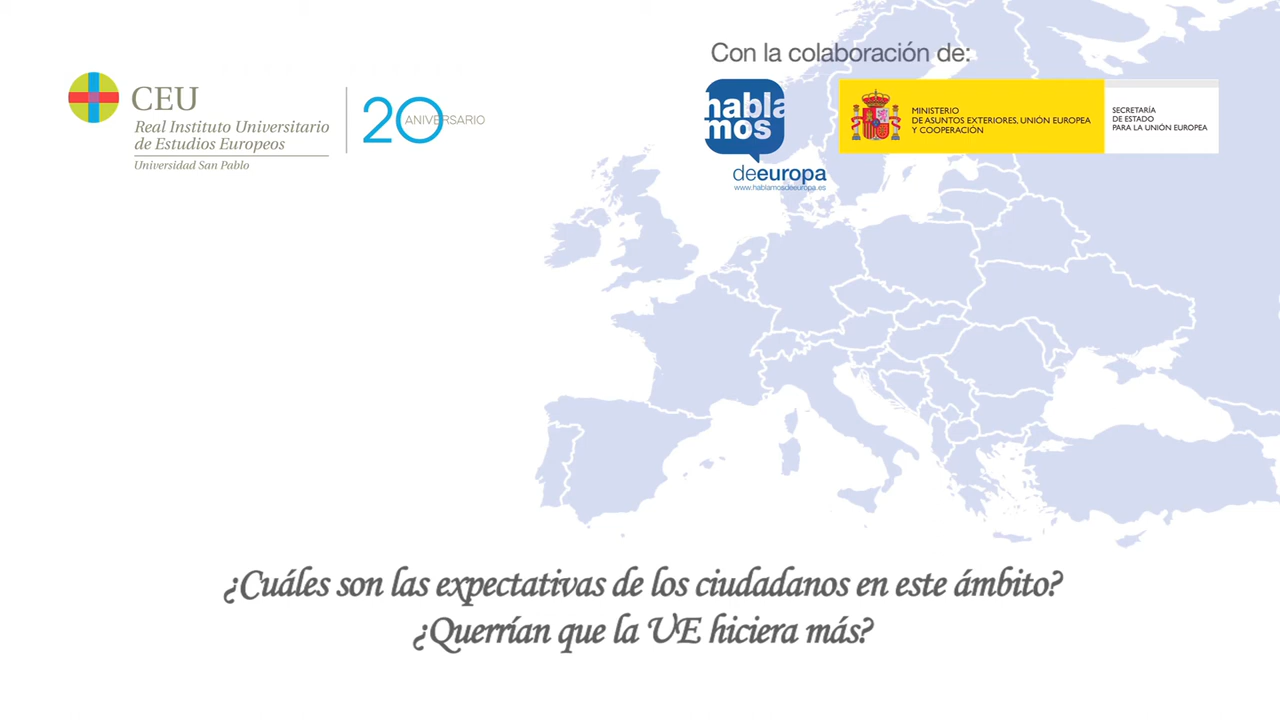 CEU
Real Instituto Universitario
de Estudios Europeos
Universidad San Pablo
20 ANIVERSARIO
Con la colaboración de:
habla
mos
deeuropa
www.hablamosdeeuropa.es
MINISTERIO
DE ASUNTOS EXTERIORES, UNIÓN EUROPEA
Y COOPERACIÓN
SECRETARÍA
DE ESTADO
PARA LA UNIÓN EUROPEA
¿Cuáles son las expectativas de los ciudadanos en este ámbito?
¿Querrían que la UE hiciera más?